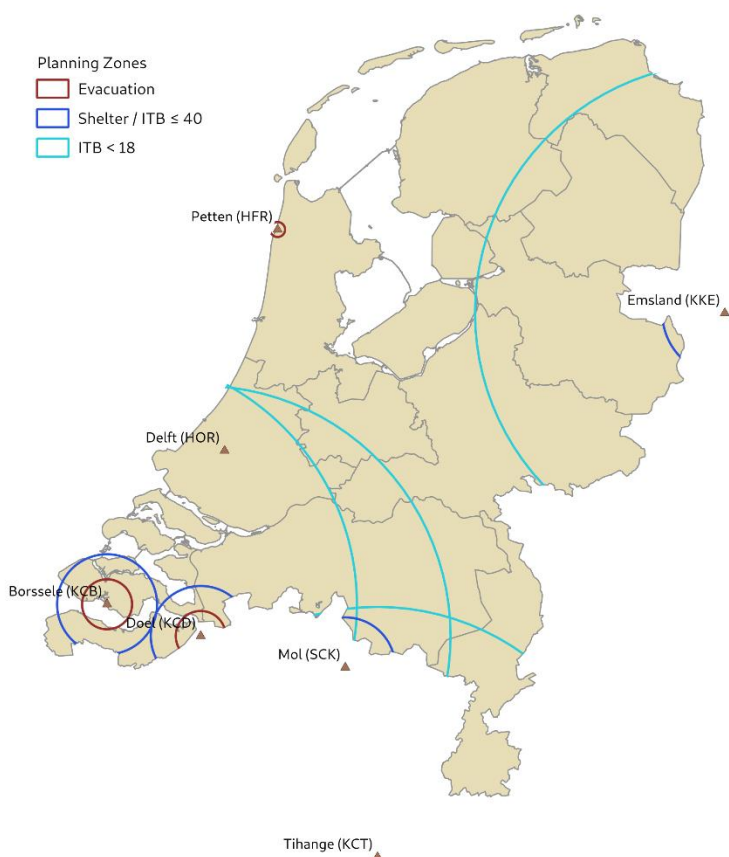 Planning Zones
Evacuation
Shelter / ITB ≤ 40
ITB < 18
Petten (HFR)
Emsland (KKE)
Delft (HOR)
Borssele (KCB)
Doel (KCD)
Mol (SCK)
Tihange (KCT)